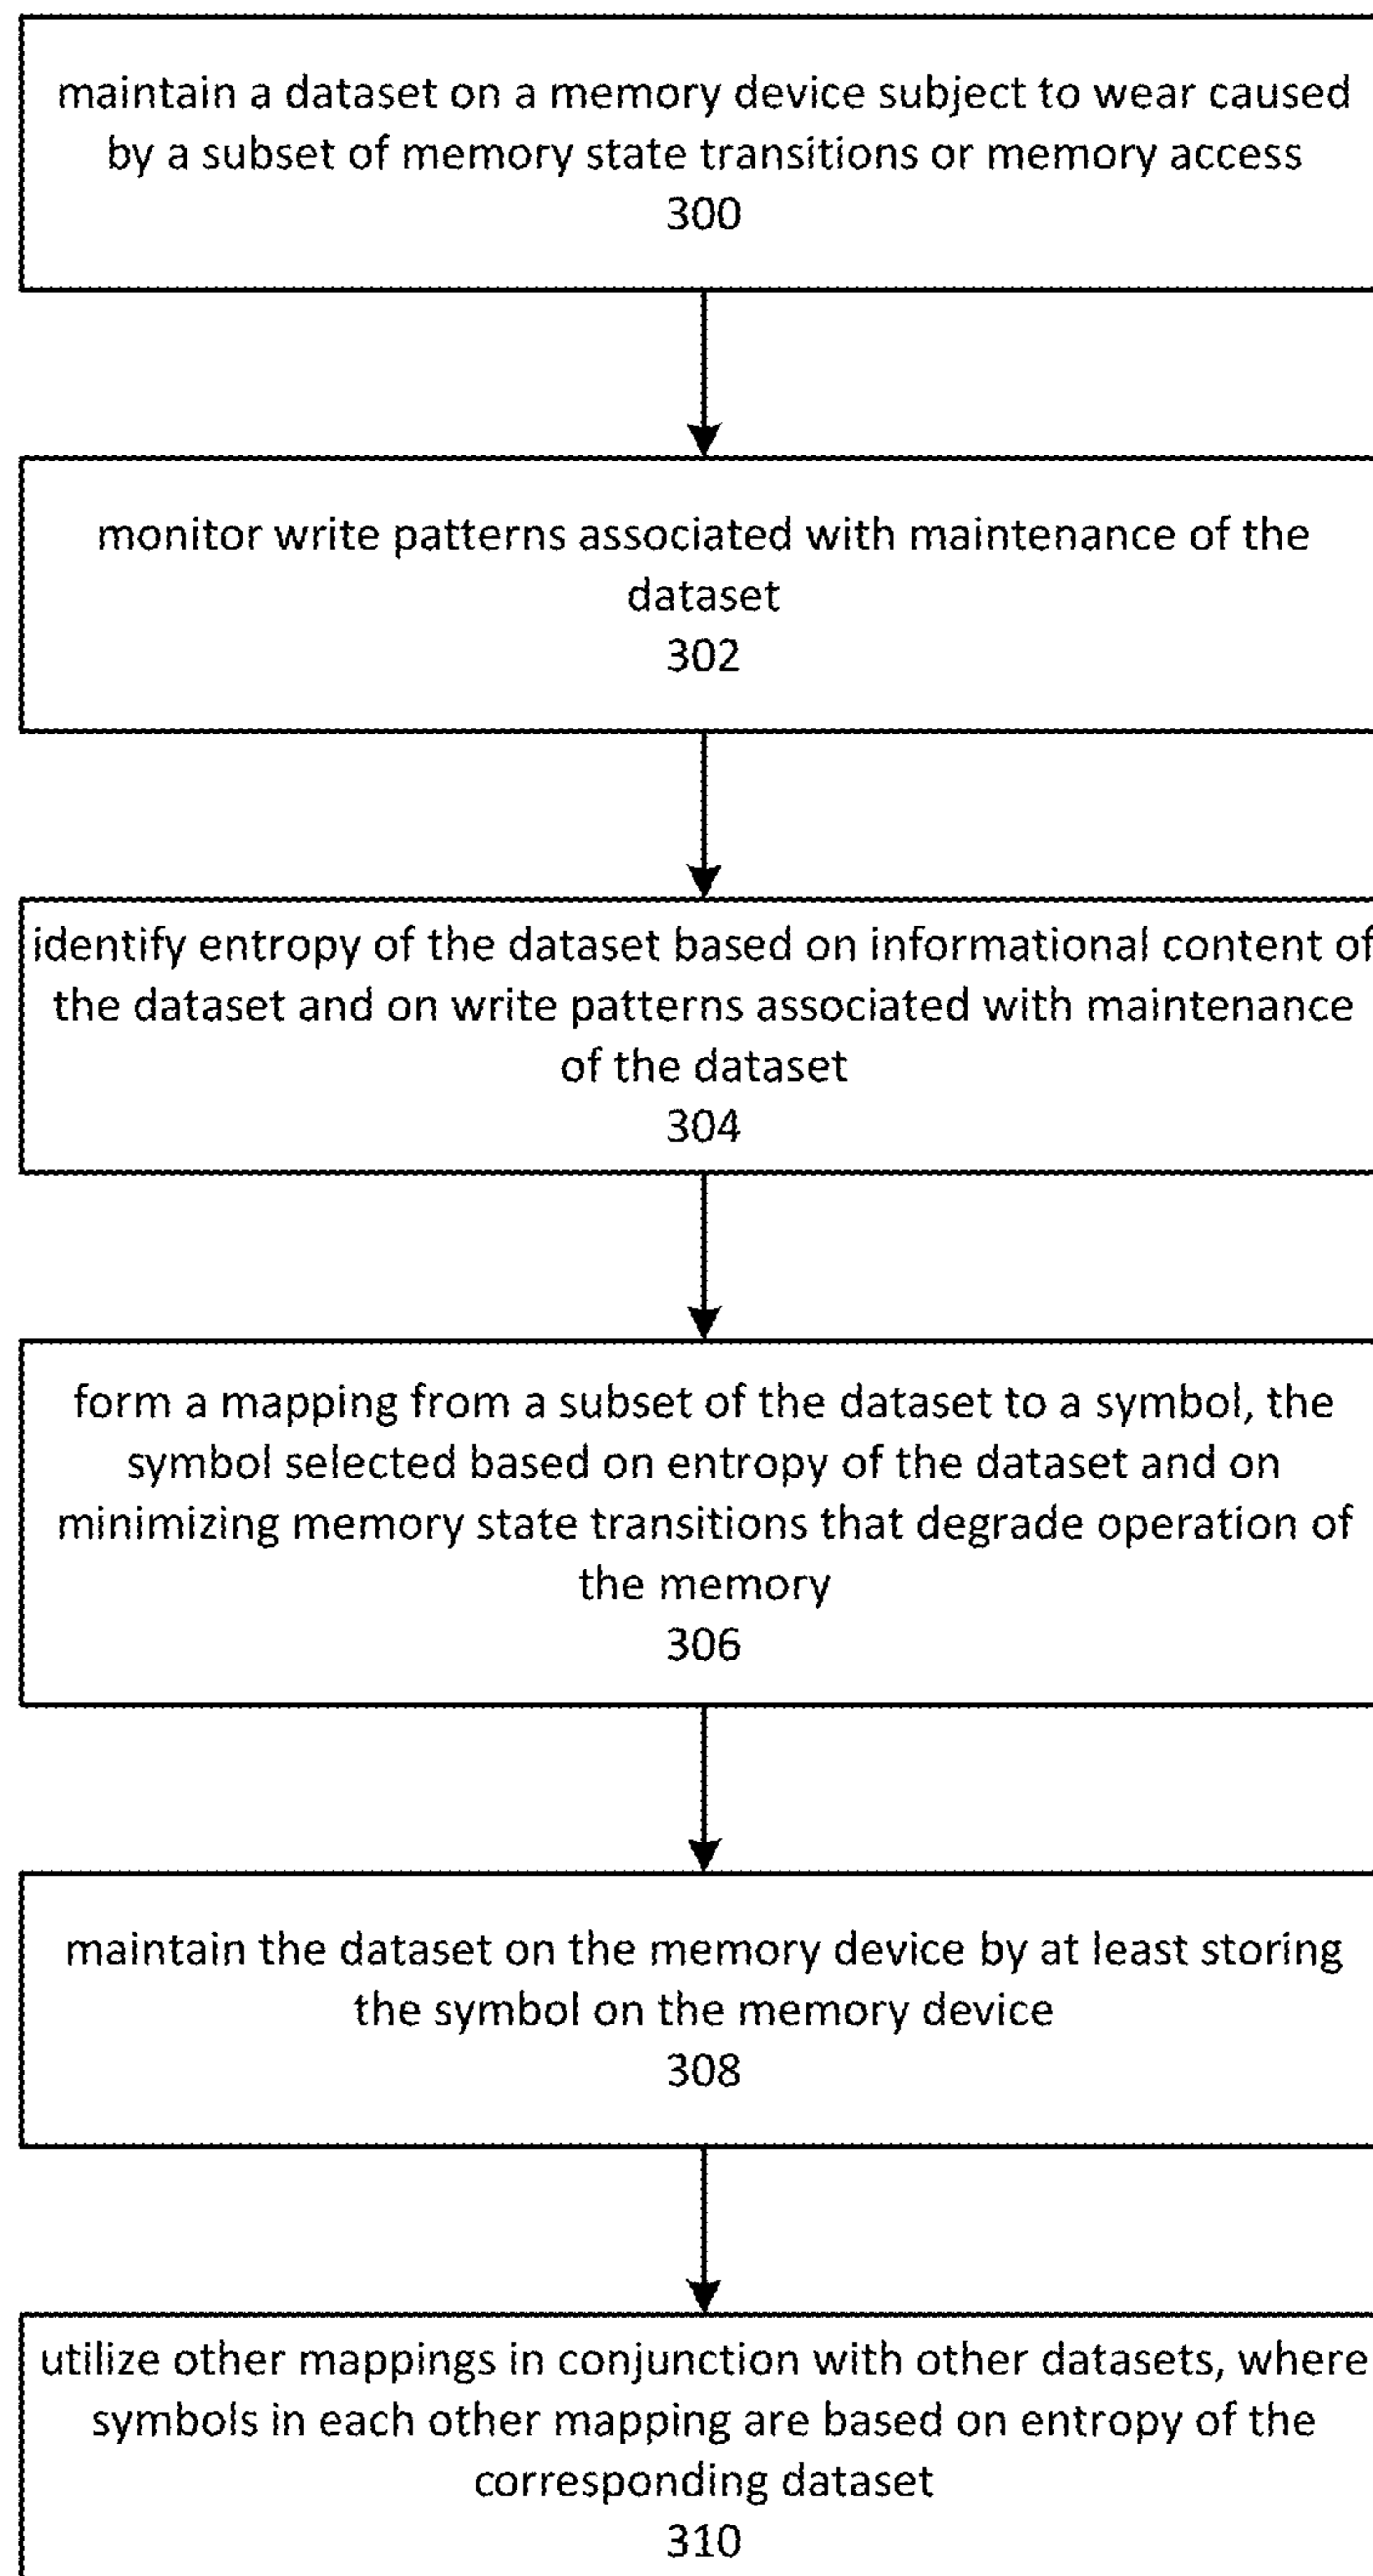 maintain a dataset on a memory device subject to wear caused
by a subset of memory state transitions or memory access
300
monitor write patterns associated with maintenance of the
dataset
302
identify entropy of the dataset based on informational content of
the dataset and on write patterns associated with maintenance
of the dataset
304
form a mapping from a subset of the dataset to a symbol, the
symbol selected based on entropy of the dataset and on
minimizing memory state transitions that degrade operation of
the memory
306
maintain the dataset on the memory device by at least storing
the symbol on the memory device
308
utilize other mappings in conjunction with other datasets, where
symbols in each other mapping are based on entropy of the
corresponding dataset
310